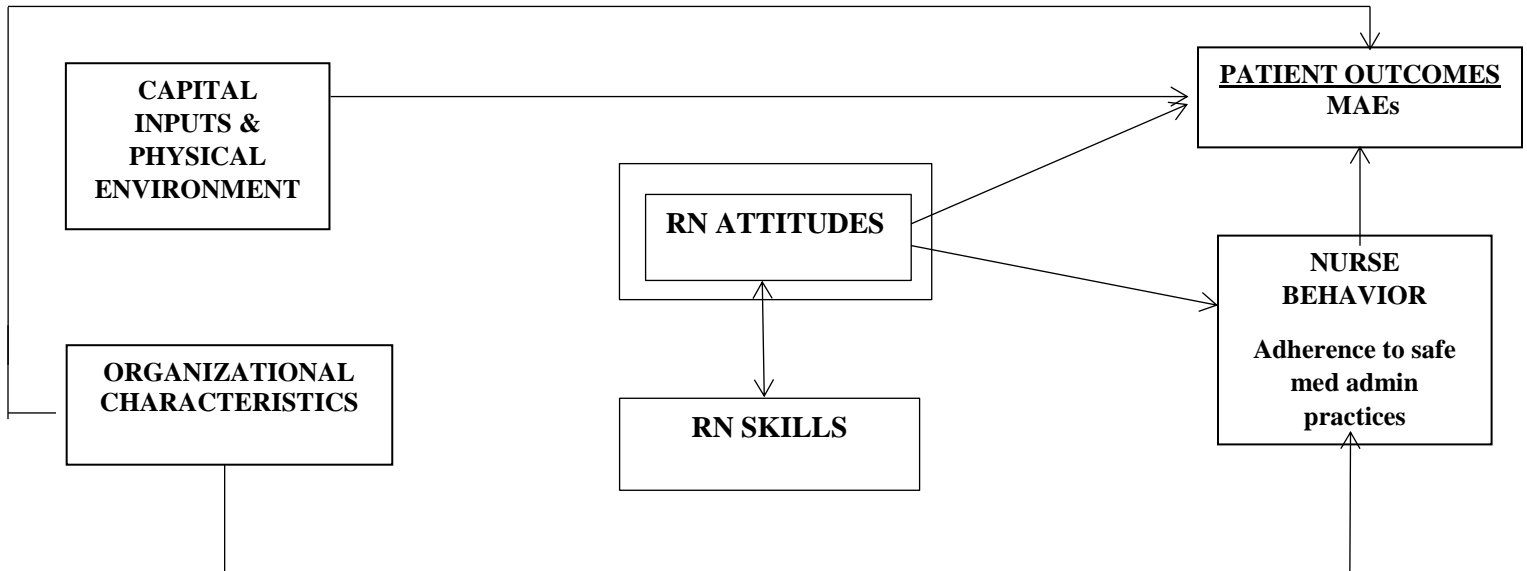 CAPITAL
INPUTS &
PHYSICAL
ENVIRONMENT
PATIENT OUTCOMES
MAEs
RN ATTITUDES
NURSE
BEHAVIOR
Adherence to safe
med admin
practices
ORGANIZATIONAL
CHARACTERISTICS
RN SKILLS